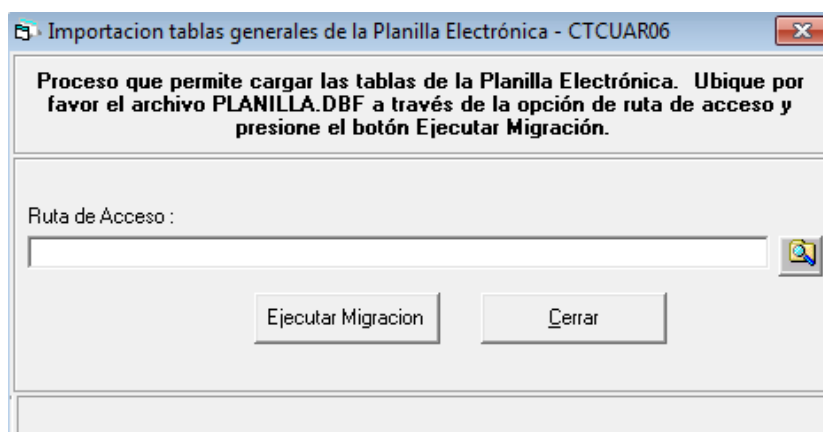 Importacion tablas generales de la Planilla Electrónica - CTCUAR06
Proceso que permite cargar las tablas de la Planilla Electrónica. Ubique por
favor el archivo PLANILLA.DBF a través de la opción de ruta de acceso y
presione el botón Ejecutar Migración.
Ruta de Acceso :
Ejecutar Migracion
Cerrar